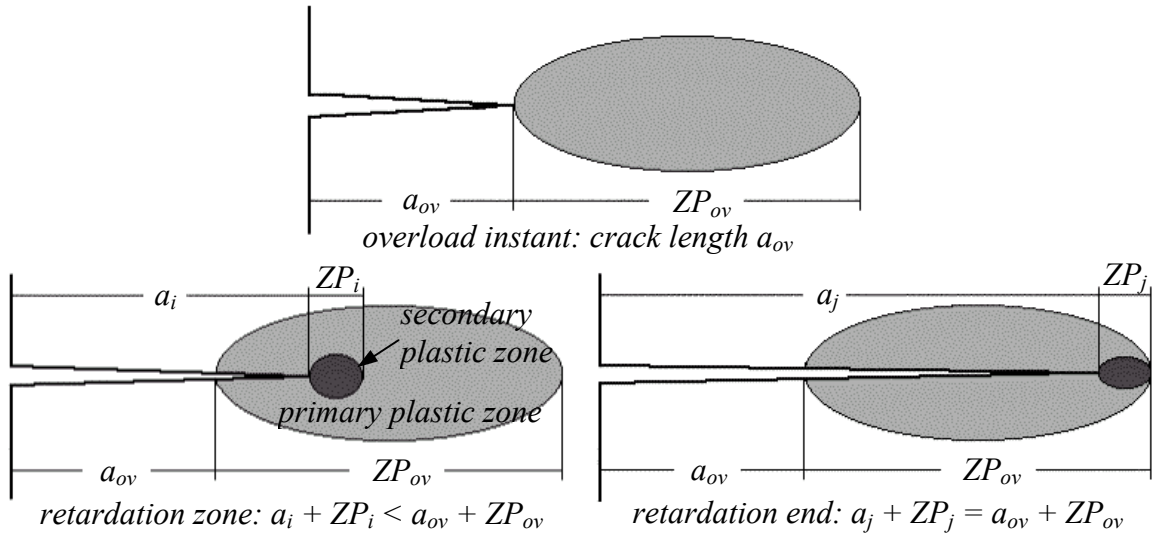 a_ov ZP_ov
overload instant: crack length a_ov
a_i ZP_i
secondary
plastic zone
primary plastic zone
a_ov ZP_ov
retardation zone: a_i + ZP_i < a_ov + ZP_ov
a_j ZP_j
a_ov ZP_ov
retardation end: a_j + ZP_j = a_ov + ZP_ov